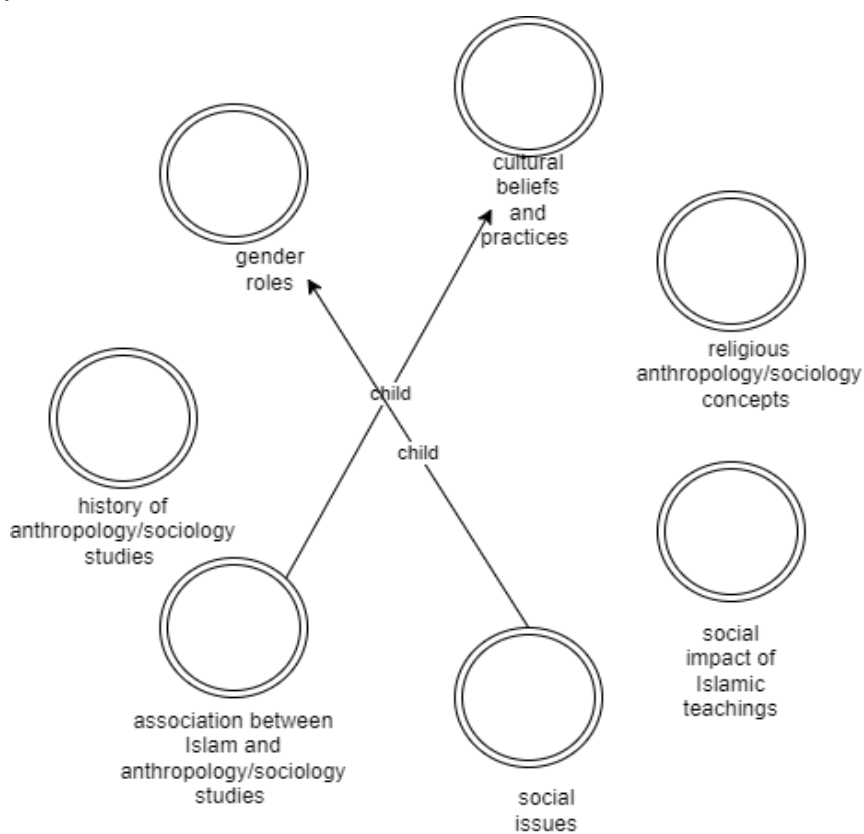 cultural
beliefs
and
practices
gender
roles
religious
anthropology/sociology
concepts
child
child
history of
anthropology/sociology
studies
social
impact of
Islamic
teachings
association between
Islam and
anthropology/sociology
studies
social
issues